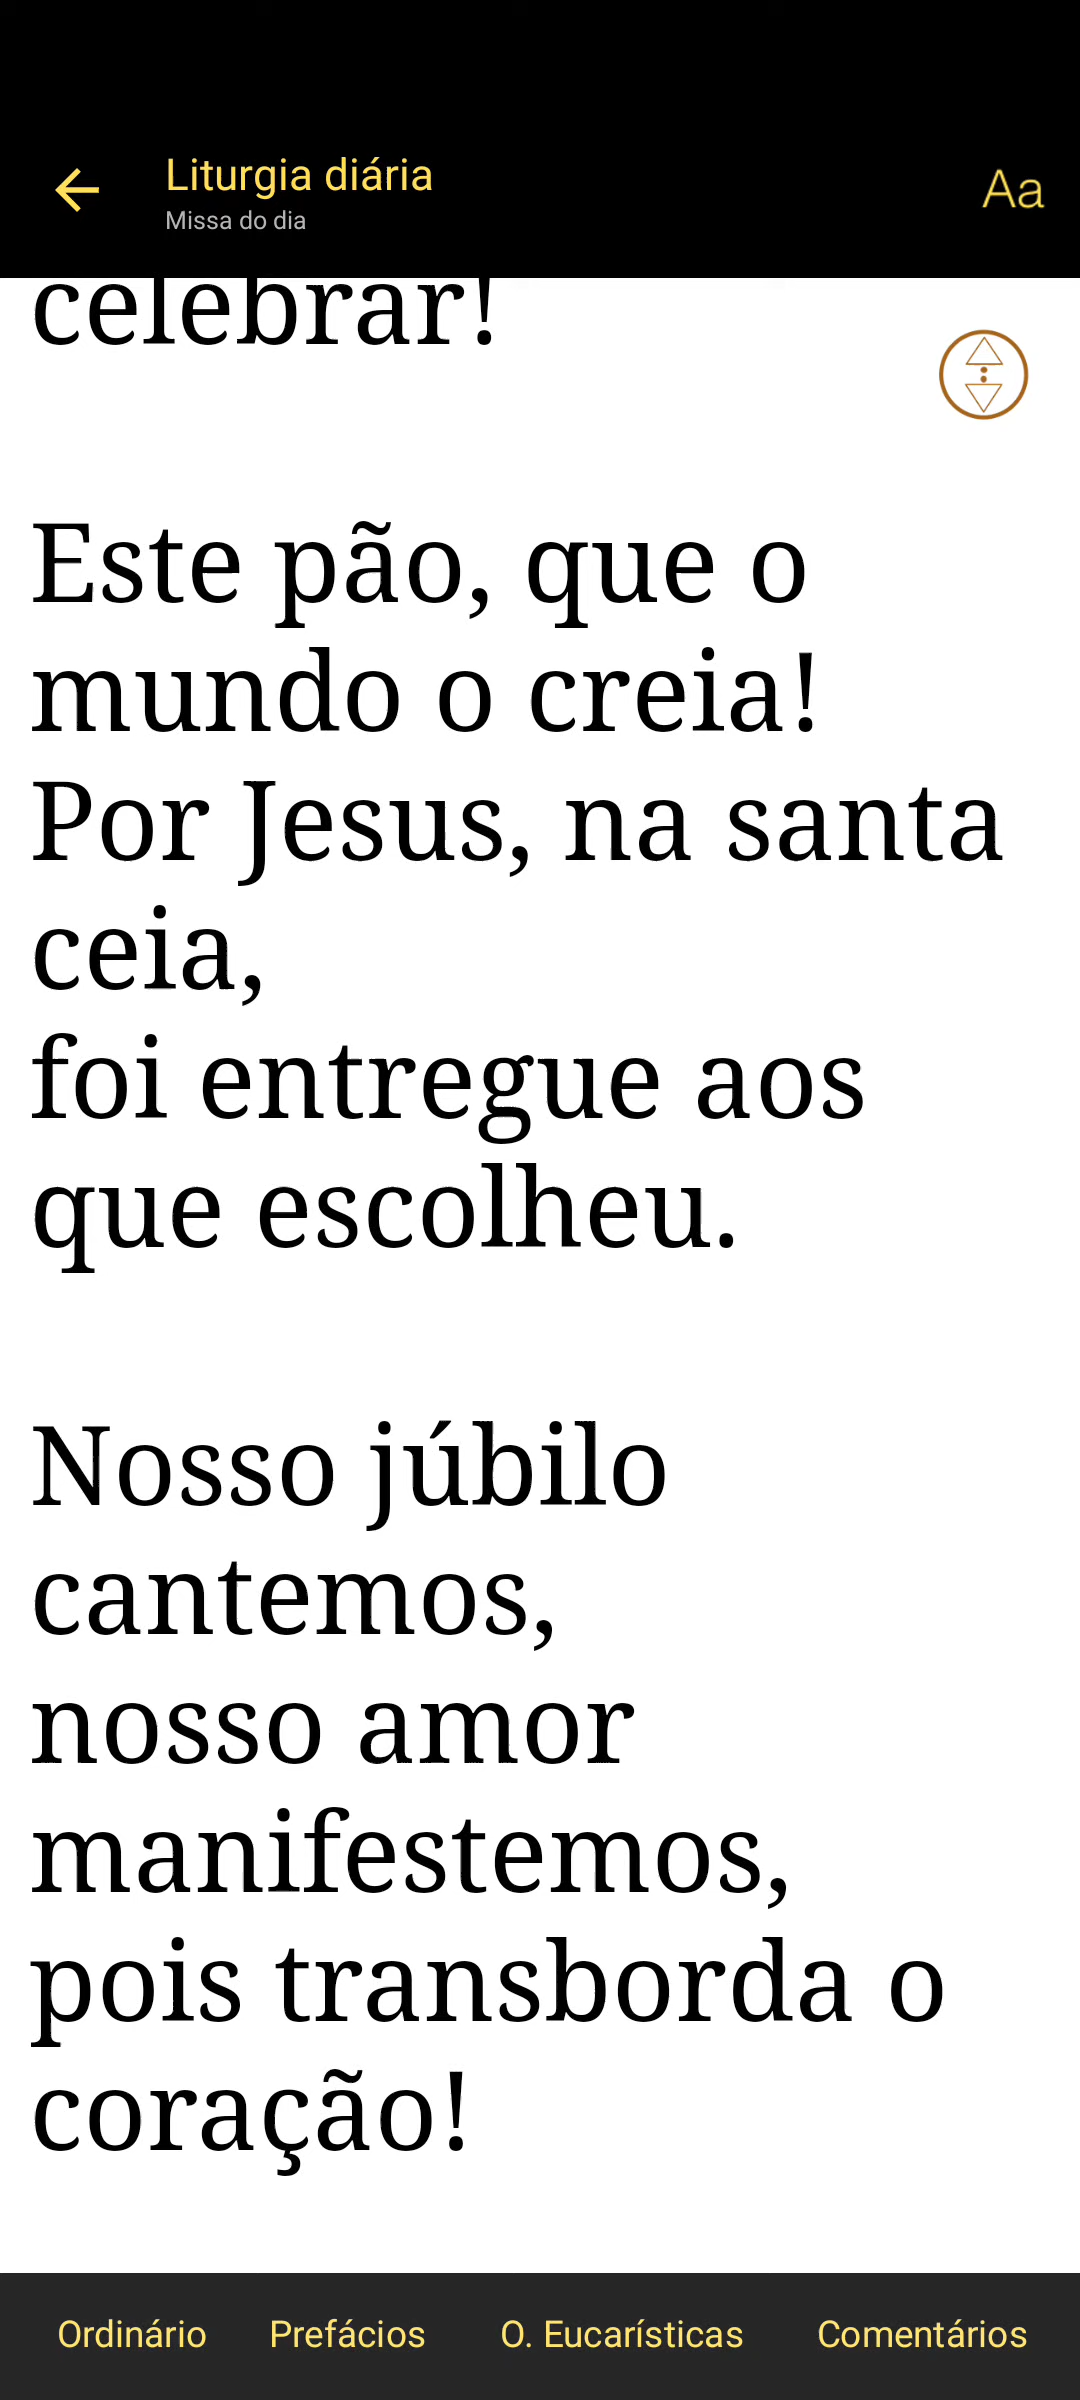 Liturgia diária
Missa do dia
Aa
celebrar!
Este pão, que o
mundo o creia!
Por Jesus, na santa
ceia,
foi entregue aos
que escolheu.
Nosso júbilo
cantemos,
nosso amor
manifestemos,
pois transborda o
coração!
Ordinário Prefácios O. Eucarísticas Comentários